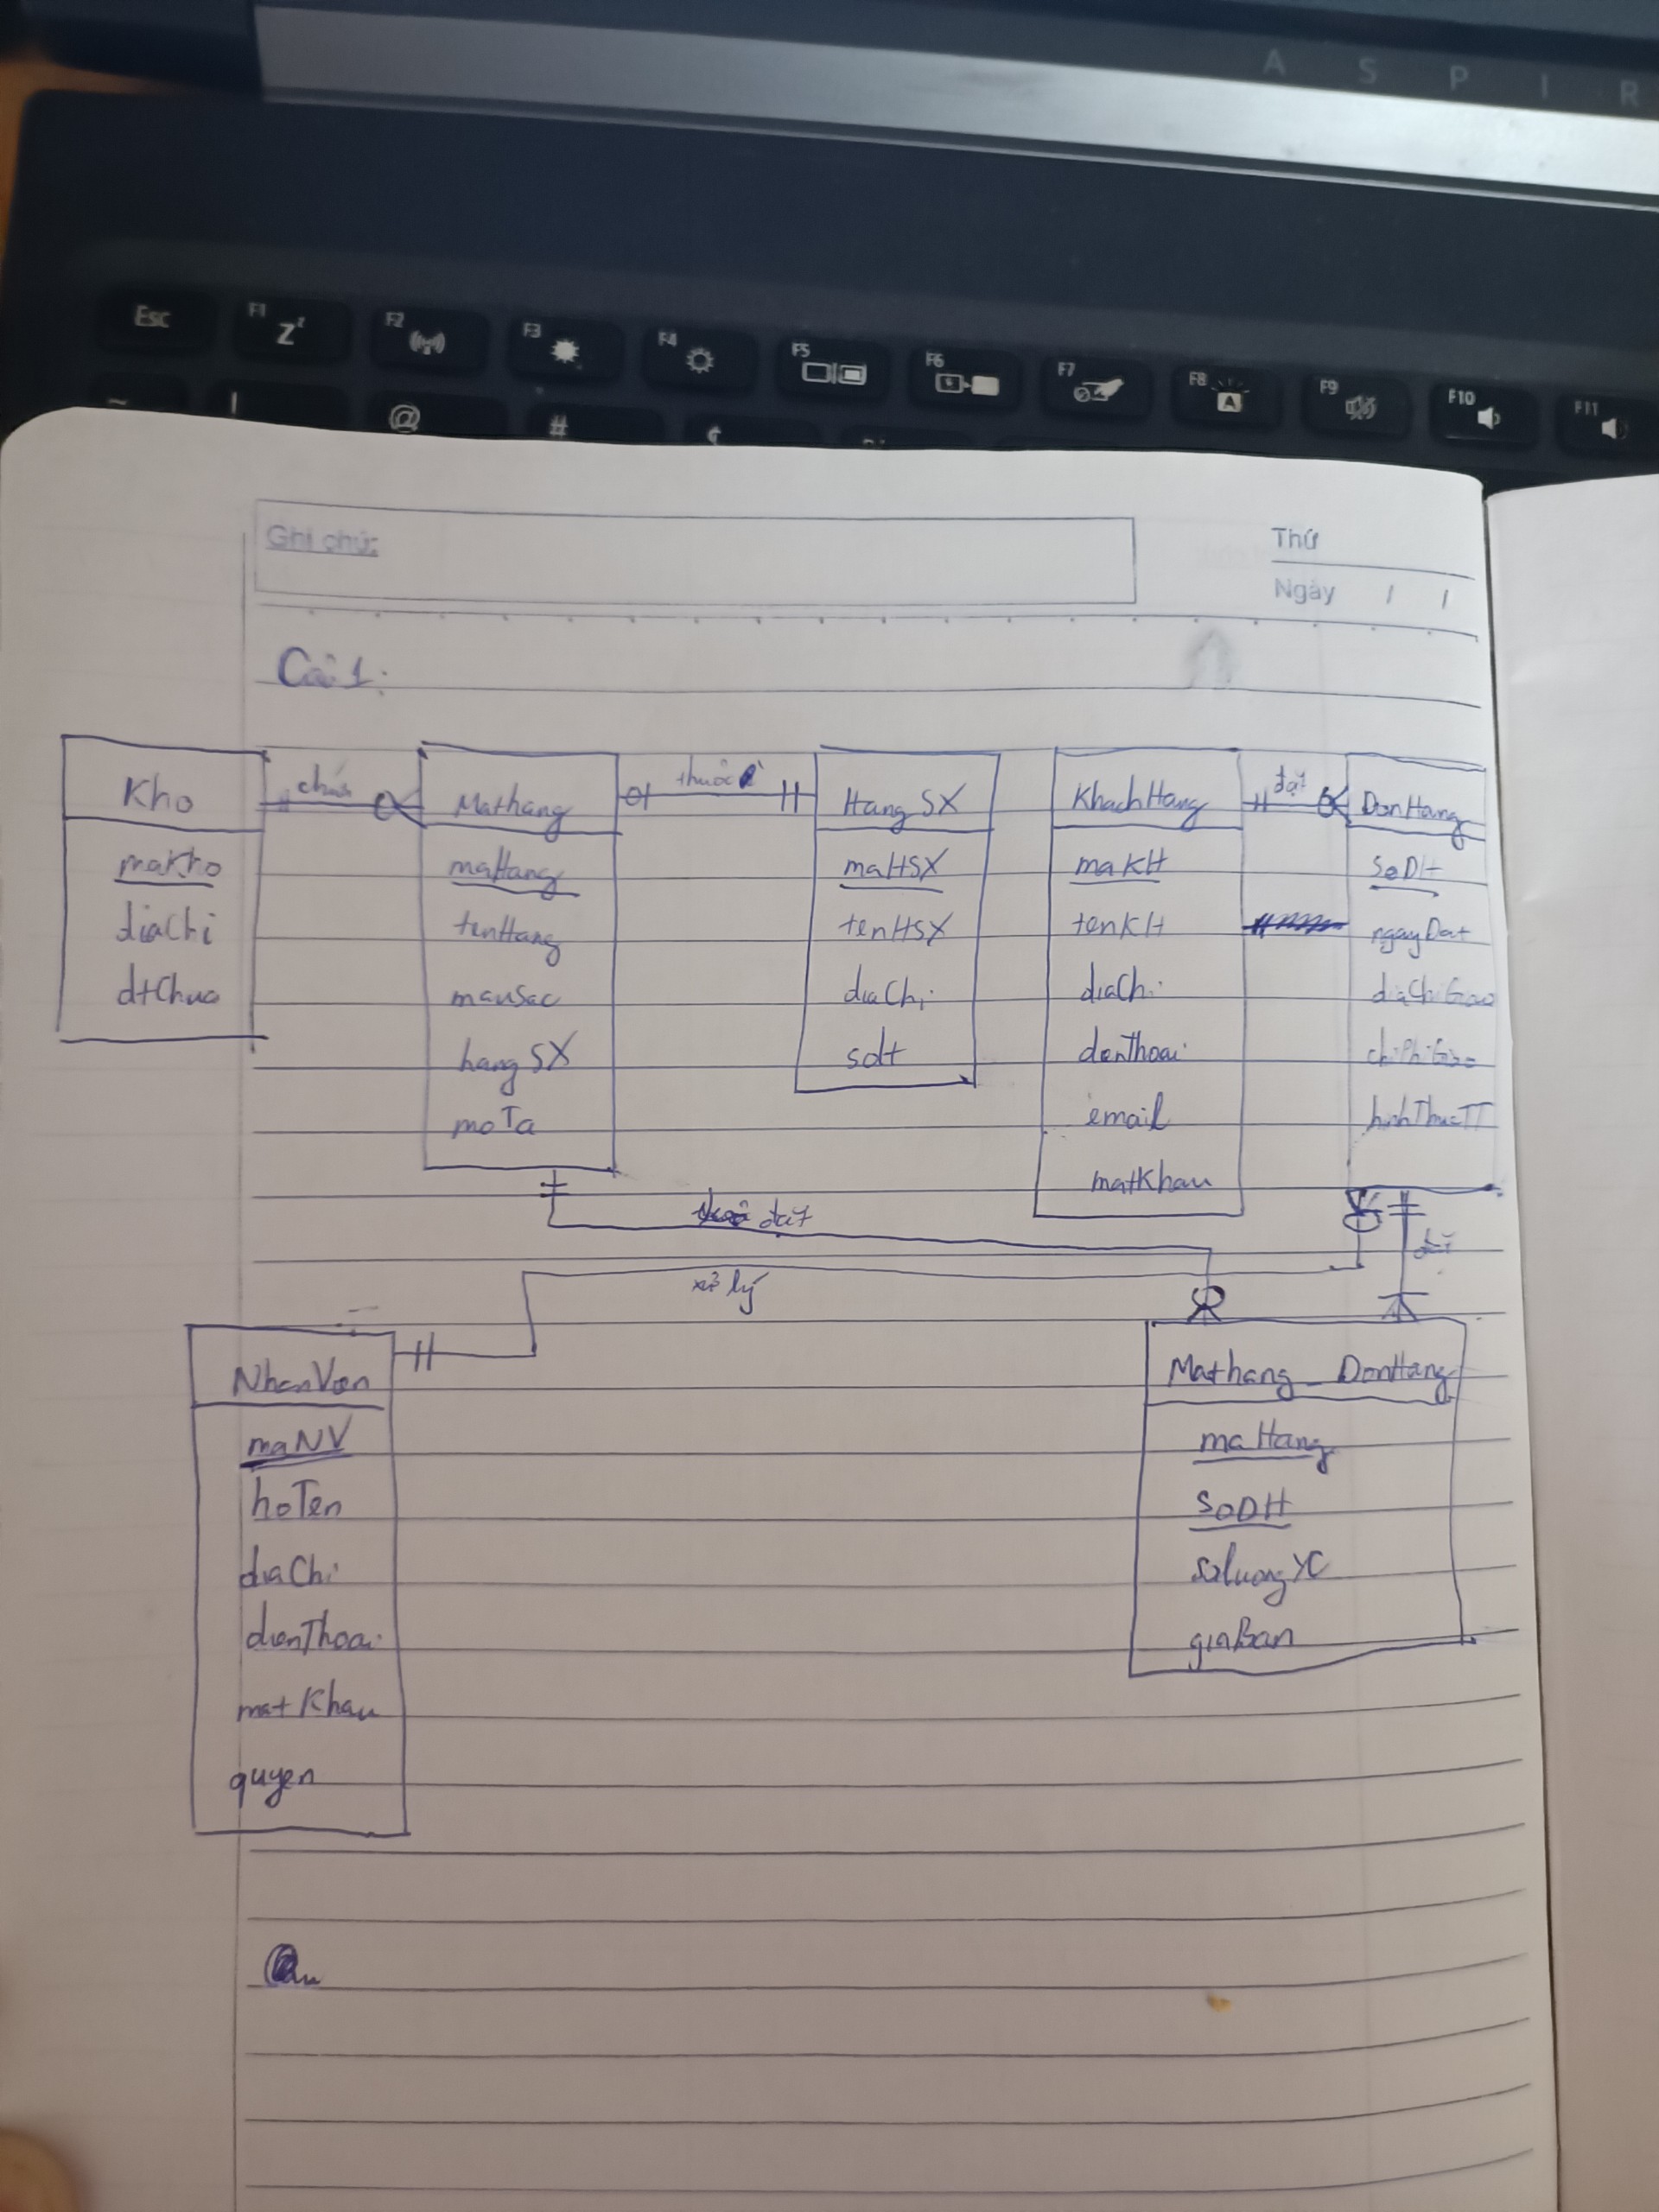 A S P I R
Esc F1 F2 F3 F4 F5 F6 F7 F8 F9 F10 F11
~ ! @ #
Ghi chú:
Thứ
Ngày / /
Câu 1:
Kho
maKho
diaChi
dtChua
chứa
Mathang
maHang
tenHang
mauSac
hangSX
moTa
thuộc
HangSX
maHSX
tenHSX
diaChi
sdt
KhachHang
maKH
tenKH
diaChi
dienThoai
email
matKhau
đặt
DonHang
SoDH
ngayDat
diaChiGiao
chiPhiGiao
hinhThucTT
đặt
xử lý
NhanVien
maNV
hoTen
diaChi
dienThoai
matKhau
quyen
Mathang_DonHang
maHang
SoDH
soluongYC
giaBan